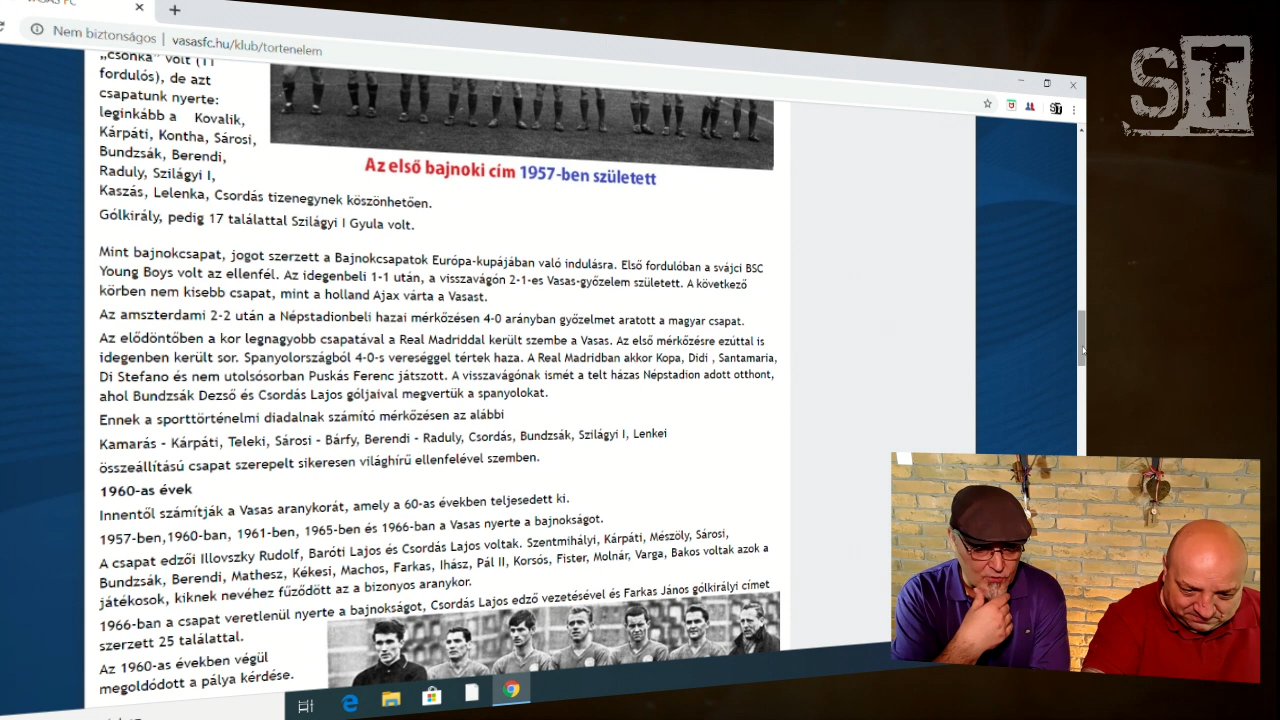 Nem biztonságos | vasasfc.hu/klub/tortenelem
ST
ST
„csonka" volt (11
fordulós), de azt
csapatunk nyerte:
leginkább a Kovalik,
Kárpáti, Kontha, Sárosi,
Bundzsák, Berendi,
Raduly, Szilágyi I,
Kaszás, Lelenka, Csordás tizenegynek köszönhetően.
Az első bajnoki cím 1957-ben született
Gólkirály, pedig 17 találattal Szilágyi I Gyula volt.
Mint bajnokcsapat, jogot szerzett a Bajnokcsapatok Európa-kupájában való indulásra. Első fordulóban a svájci BSC
Young Boys volt az ellenfél. Az idegenbeli 1-1 után, a visszavágón 2-1-es Vasas-győzelem született. A következő
körben nem kisebb csapat, mint a holland Ajax várta a Vasast.
Az amszterdami 2-2 után a Népstadionbeli hazai mérkőzésen 4-0 arányban győzelmet aratott a magyar csapat.
Az elődöntőben a kor legnagyobb csapatával a Real Madriddal került szembe a Vasas. Az első mérkőzésre ezúttal is
idegenben került sor. Spanyolországból 4-0-s vereséggel tértek haza. A Real Madridban akkor Kopa, Didi , Santamaria,
Di Stefano és nem utolsósorban Puskás Ferenc játszott. A visszavágónak ismét a telt házas Népstadion adott otthont,
ahol Bundzsák Dezső és Csordás Lajos góljaival megvertük a spanyolokat.
Ennek a sporttörténelmi diadalnak számító mérkőzésen az alábbi
Kamarás - Kárpáti, Teleki, Sárosi - Bárfy, Berendi - Raduly, Csordás, Bundzsák, Szilágyi I, Lenkei
összeállítású csapat szerepelt sikeresen világhírű ellenfelével szemben.
1960-as évek
Innentől számítják a Vasas aranykorát, amely a 60-as években teljesedett ki.
1957-ben,1960-ban, 1961-ben, 1965-ben és 1966-ban a Vasas nyerte a bajnokságot.
A csapat edzői Illovszky Rudolf, Baróti Lajos és Csordás Lajos voltak. Szentmihályi, Kárpáti, Mészöly, Sárosi,
Bundzsák, Berendi, Mathesz, Kékesi, Machos, Farkas, Ihász, Pál II, Korsós, Fister, Molnár, Varga, Bakos voltak azok a
játékosok, kiknek nevéhez fűződött az a bizonyos aranykor.
1966-ban a csapat veretlenül nyerte a bajnokságot, Csordás Lajos edző vezetésével és Farkas János gólkirályi címet
szerzett 25 találattal.
Az 1960-as években végül
megoldódott a pálya kérdése.